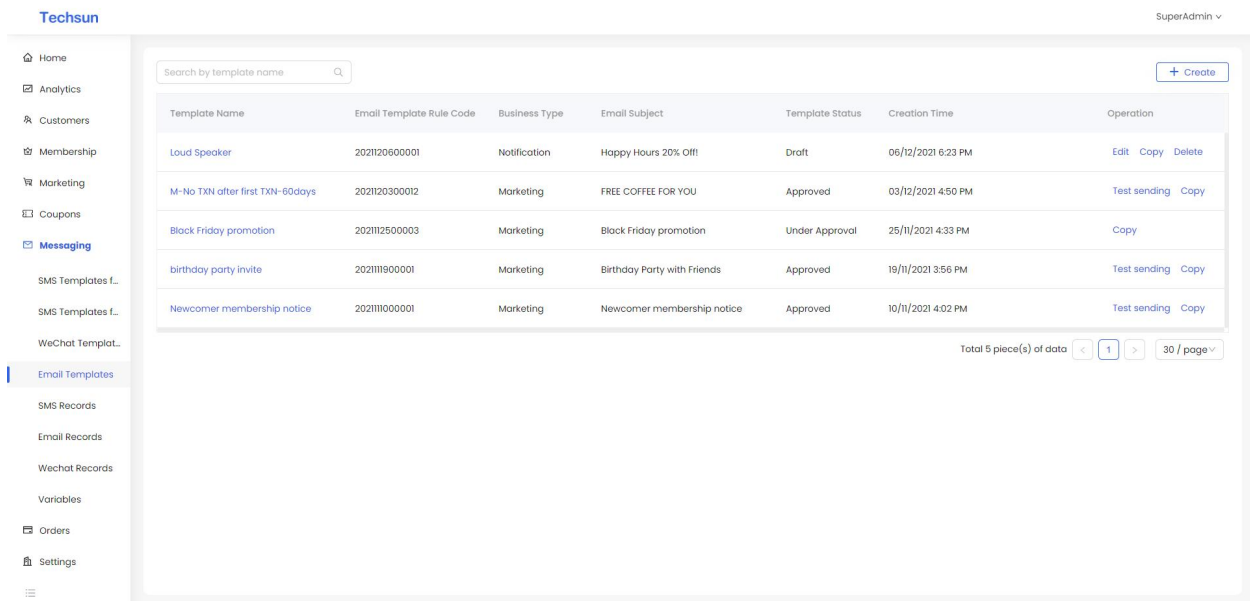 Techsun
SuperAdmin
Home
Analytics
Customers
Membership
Marketing
Coupons
Messaging
SMS Templates f...
SMS Templates f...
WeChat Templat...
Email Templates
SMS Records
Email Records
Wechat Records
Variables
Orders
Settings
Search by template name
+ Create
Template Name Email Template Rule Code Business Type Email Subject Template Status Creation Time Operation
Loud Speaker 2021120600001 Notification Happy Hours 20% Off! Draft 06/12/2021 6:23 PM Edit Copy Delete
M-No TXN after first TXN-60days 2021120300012 Marketing FREE COFFEE FOR YOU Approved 03/12/2021 4:50 PM Test sending Copy
Black Friday promotion 2021112500003 Marketing Black Friday promotion Under Approval 25/11/2021 4:33 PM Copy
birthday party invite 2021111900001 Marketing Birthday Party with Friends Approved 19/11/2021 3:56 PM Test sending Copy
Newcomer membership notice 2021111000001 Marketing Newcomer membership notice Approved 10/11/2021 4:02 PM Test sending Copy
Total 5 piece(s) of data < 1 > 30 / page